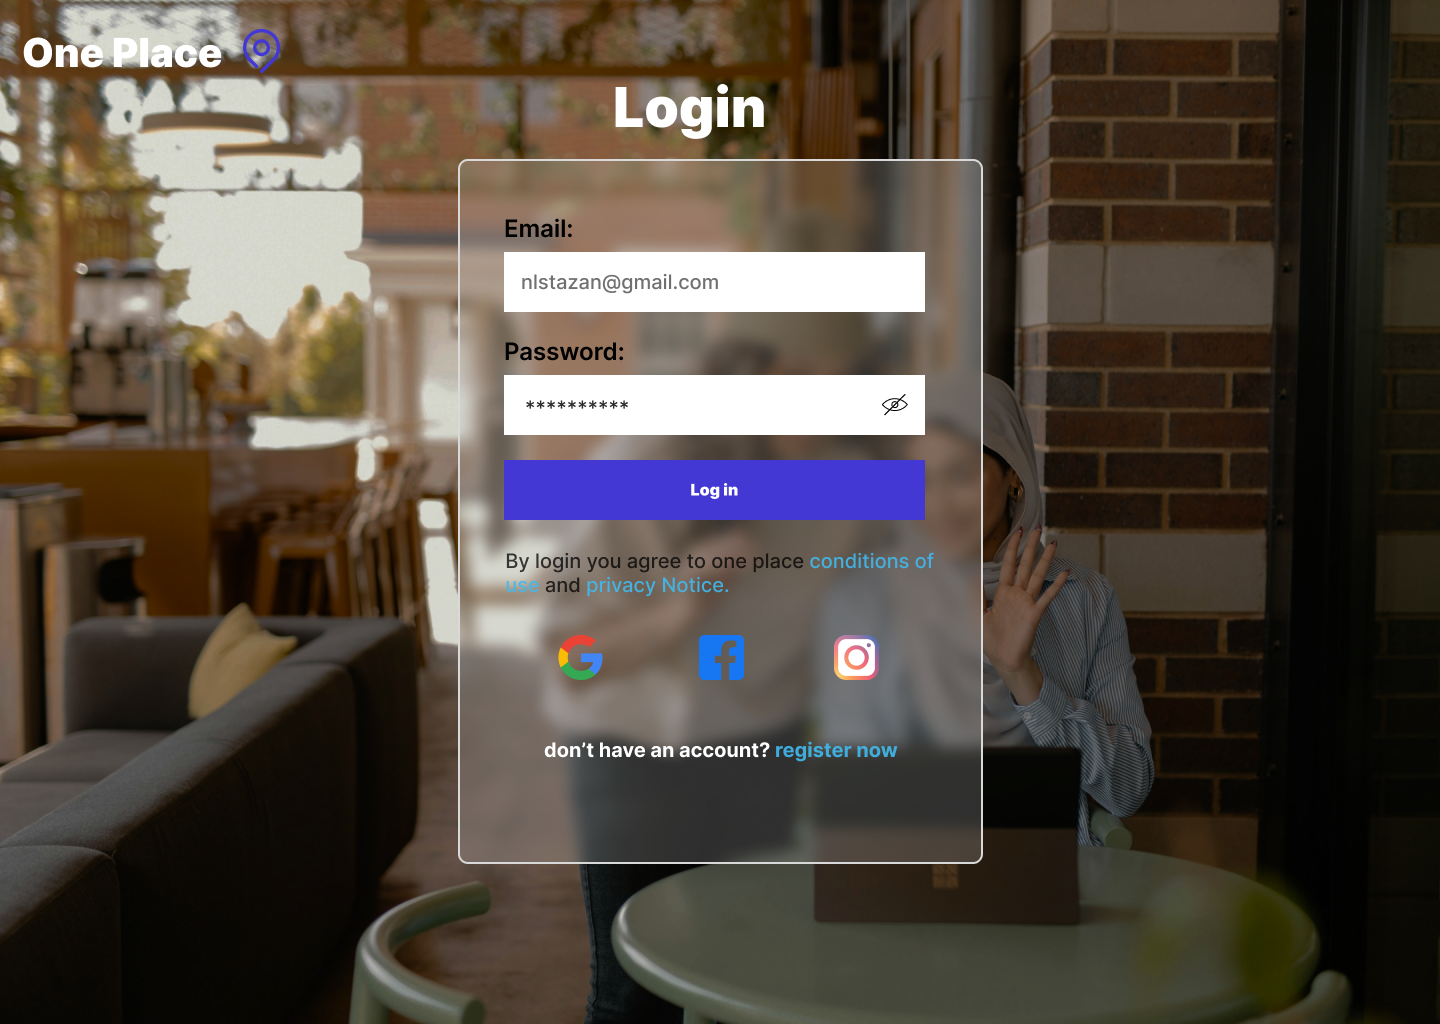 One Place
Login
Email:
nlstazan@gmail.com
Password:
**********
Log in
By login you agree to one place conditions of
use and privacy Notice.
don’t have an account? register now